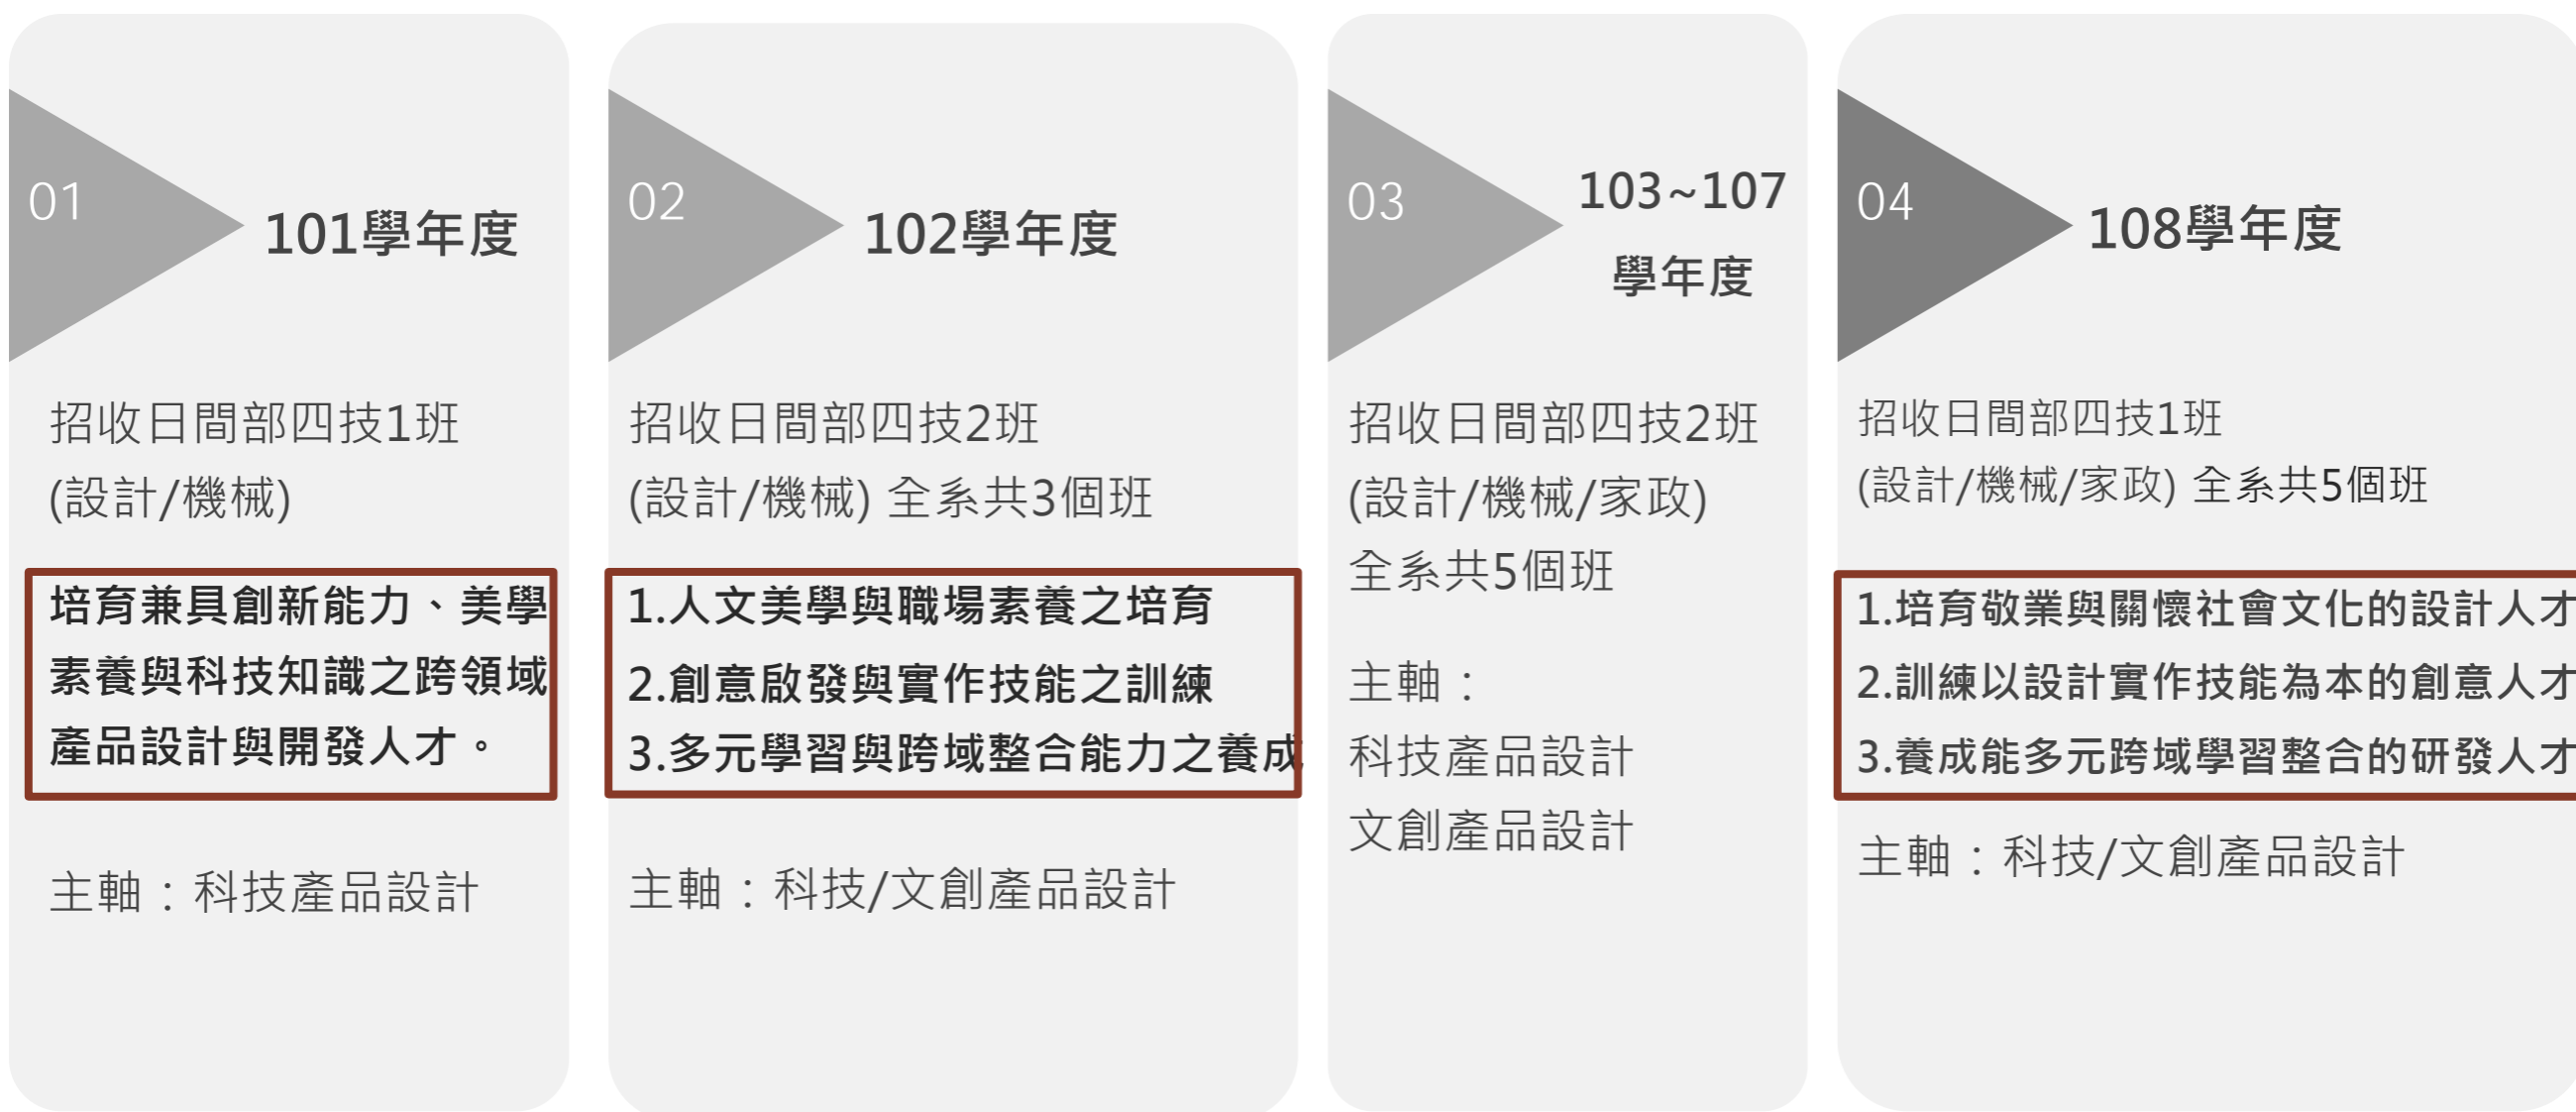 01
101學年度
招收日間部四技1班
(設計/機械)
培育兼具創新能力、美學
素養與科技知識之跨領域
產品設計與開發人才。
主軸：科技產品設計
02
102學年度
招收日間部四技2班
(設計/機械) 全系共3個班
1.人文美學與職場素養之培育
2.創意啟發與實作技能之訓練
3.多元學習與跨域整合能力之養成
主軸：科技/文創產品設計
03
103~107
學年度
招收日間部四技2班
(設計/機械/家政)
全系共5個班
主軸：
科技產品設計
文創產品設計
04
108學年度
招收日間部四技1班
(設計/機械/家政) 全系共5個班
1.培育敬業與關懷社會文化的設計人才
2.訓練以設計實作技能為本的創意人才
3.養成能多元跨域學習整合的研發人才
主軸：科技/文創產品設計